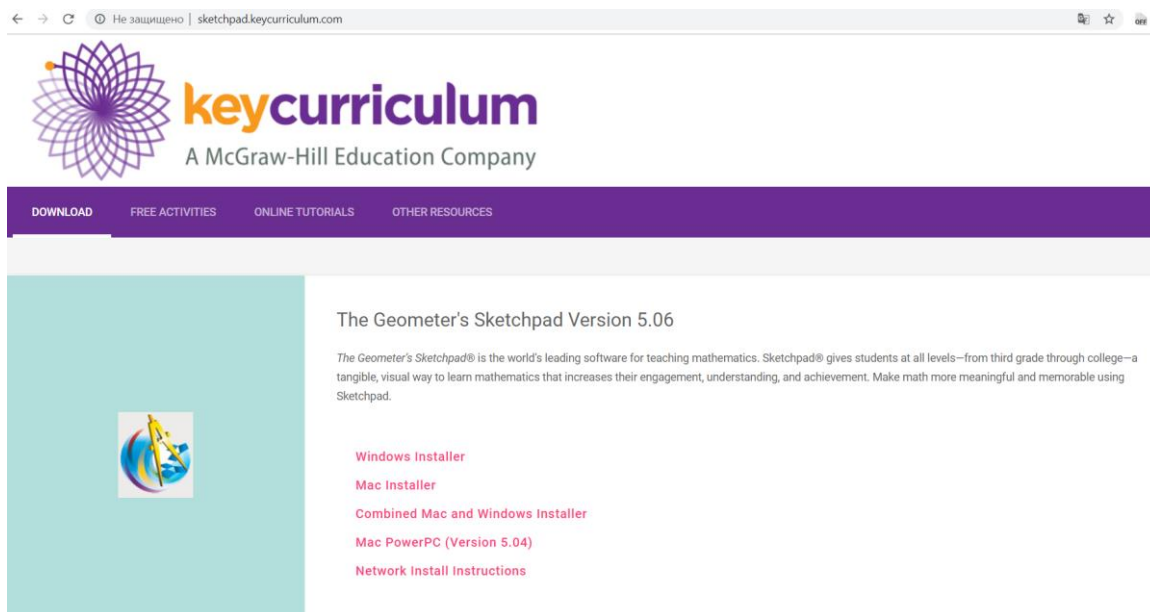 Не защищено | sketchpad.keycurriculum.com
OFF
keycurriculum
A McGraw-Hill Education Company
DOWNLOAD FREE ACTIVITIES ONLINE TUTORIALS OTHER RESOURCES
The Geometer's Sketchpad Version 5.06
The Geometer's Sketchpad® is the world's leading software for teaching mathematics. Sketchpad® gives students at all levels—from third grade through college—a
tangible, visual way to learn mathematics that increases their engagement, understanding, and achievement. Make math more meaningful and memorable using
Sketchpad.
Windows Installer
Mac Installer
Combined Mac and Windows Installer
Mac PowerPC (Version 5.04)
Network Install Instructions